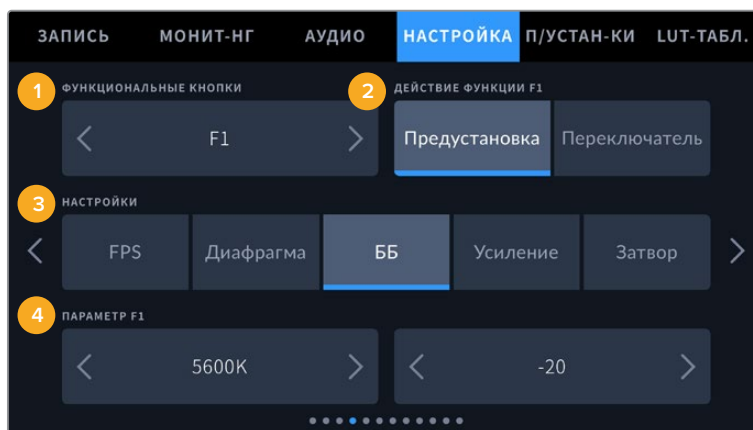 ЗАПИСЬ МОНИТ-НГ АУДИО НАСТРОЙКА П/УСТАН-КИ LUT-ТАБЛ.
1 ФУНКЦИОНАЛЬНЫЕ КНОПКИ 2 ДЕЙСТВИЕ ФУНКЦИИ F1
F1 Предустановка Переключатель
3 НАСТРОЙКИ
FPS Диафрагма ББ Усиление Затвор
4 ПАРАМЕТР F1
5600K -20